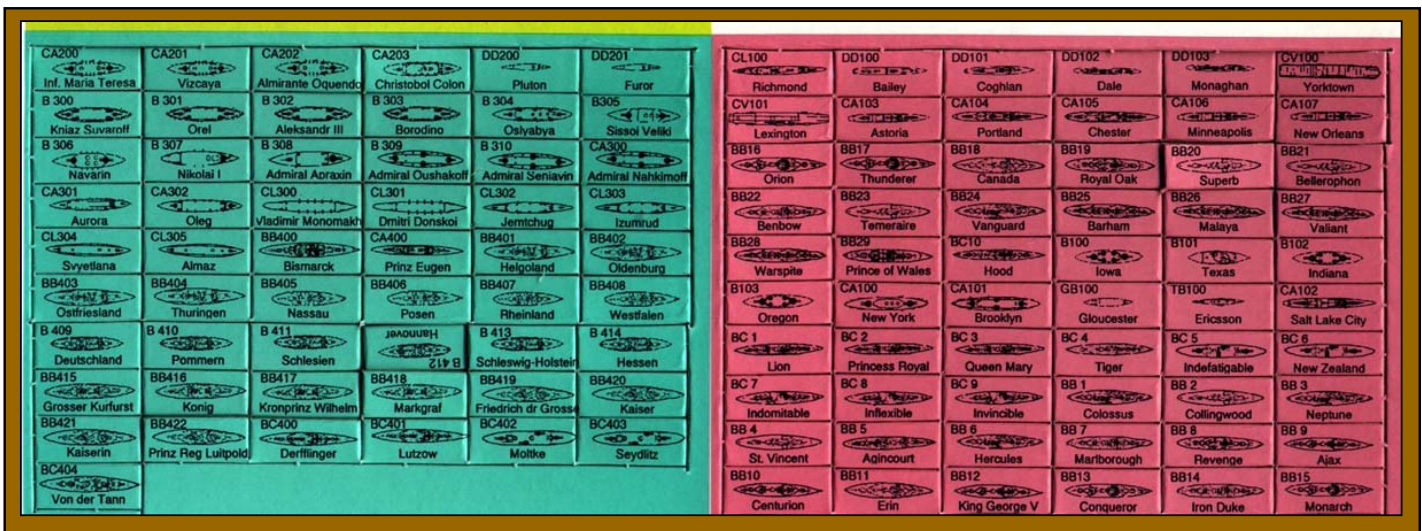 CA200 CA201 CA202 CA203 DD200 DD201
Inf. Maria Teresa Vizcaya Almirante Oquendo Christobol Colon Pluton Furor
B 300 B 301 B 302 B 303 B 304 B305
Kniaz Suvaroff Orel Aleksandr III Borodino Oslyabya Sissoi Veliki
B 306 B 307 B 308 B 309 B 310 CA300
Navarin Nikolai I Admiral Apraxin Admiral Oushakoff Admiral Seniavin Admiral Nahkimoff
CA301 CA302 CL300 CL301 CL302 CL303
Aurora Oleg Vladimir Monomakh Dmitri Donskoi Jemtchug Izumrud
CL304 CL305 BB400 CA400 BB401 BB402
Svyetlana Almaz Bismarck Prinz Eugen Helgoland Oldenburg
BB403 BB404 BB405 BB406 BB407 BB408
Ostfriesland Thuringen Nassau Posen Rheinland Westfalen
B 409 B 410 B 411 B 412 B 413 B 414
Deutschland Pommern Schlesien Hannover Schleswig-Holstein Hessen
BB415 BB416 BB417 BB418 BB419 BB420
Grosser Kurfurst Konig Kronprinz Wilhelm Markgraf Friedrich dr Grosse Kaiser
BB421 BB422 BC400 BC401 BC402 BC403
Kaiserin Prinz Reg Luitpold Derfflinger Lutzow Moltke Seydlitz
BC404
Von der Tann
CL100 DD100 DD101 DD102 DD103 CV100
Richmond Bailey Coghlan Dale Monaghan Yorktown
CV101 CA103 CA104 CA105 CA106 CA107
Lexington Astoria Portland Chester Minneapolis New Orleans
BB16 BB17 BB18 BB19 BB20 BB21
Orion Thunderer Canada Royal Oak Superb Bellerophon
BB22 BB23 BB24 BB25 BB26 BB27
Benbow Temeraire Vanguard Barham Malaya Valiant
BB28 BB29 BC10 B100 B101 B102
Warspite Prince of Wales Hood Iowa Texas Indiana
B103 CA100 CA101 GB100 TB100 CA102
Oregon New York Brooklyn Gloucester Ericsson Salt Lake City
BC 1 BC 2 BC 3 BC 4 BC 5 BC 6
Lion Princess Royal Queen Mary Tiger Indefatigable New Zealand
BC 7 BC 8 BC 9 BB 1 BB 2 BB 3
Indomitable Inflexible Invincible Colossus Collingwood Neptune
BB 4 BB 5 BB 6 BB 7 BB 8 BB 9
St. Vincent Agincourt Hercules Marlborough Revenge Ajax
BB10 BB11 BB12 BB13 BB14 BB15
Centurion Erin King George V Conqueror Iron Duke Monarch